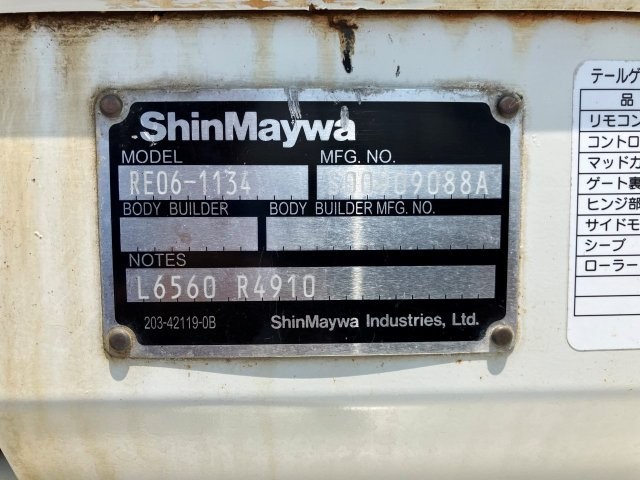 ShinMaywa
MODEL
MFG. NO.
RE06-1134
BODY BUILDER
BODY BUILDER MFG. NO.
NOTES
L6560 R4910
203-42119-0B
ShinMaywa Industries, Ltd.
テールゲ
品
リモコン
コントロ
マッドガ
ゲート裏
ヒンジ部
サイドモ
シーブ
ローラー